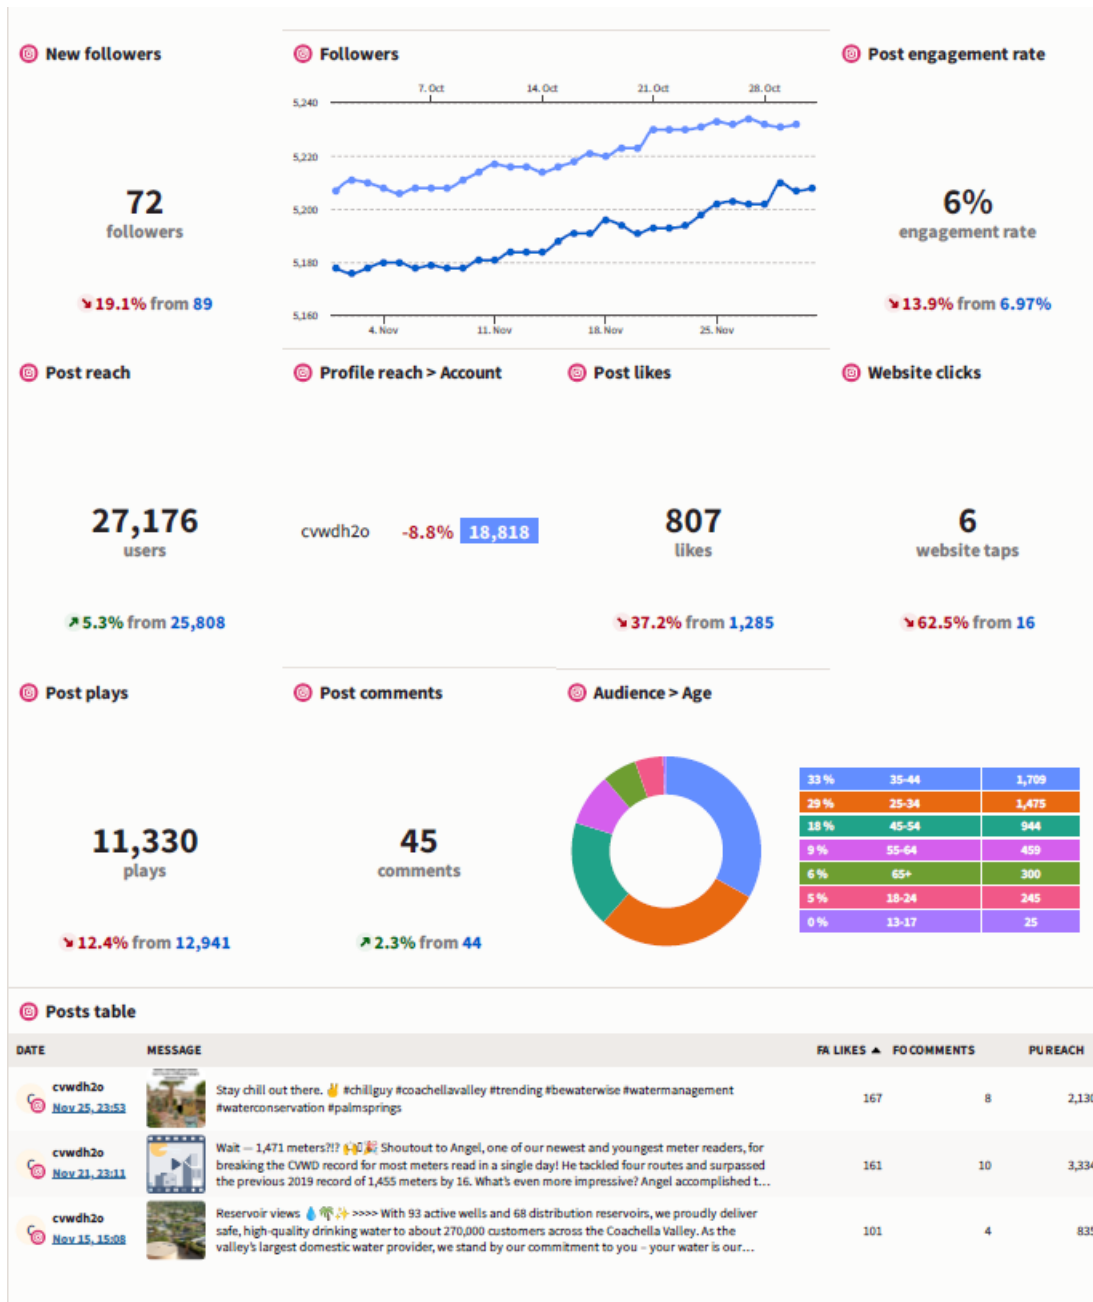 New followers
72
followers
19.1% from 89
Followers
7. Oct 14. Oct 21. Oct 28. Oct
5,240
5,220
5,200
5,180
5,160
4. Nov 11. Nov 18. Nov 25. Nov
Post engagement rate
6%
engagement rate
13.9% from 6.97%
Post reach
27,176
users
5.3% from 25,808
Profile reach > Account
cvwdh2o -8.8% 18,818
Post likes
807
likes
37.2% from 1,285
Website clicks
6
website taps
62.5% from 16
Post plays
11,330
plays
12.4% from 12,941
Post comments
45
comments
2.3% from 44
Audience > Age
33 % 35-44 1,709
29 % 25-34 1,475
18 % 45-54 944
9 % 55-64 459
6 % 65+ 300
5 % 18-24 245
0 % 13-17 25
Posts table
DATE MESSAGE FA LIKES ▲ FO COMMENTS PU REACH
cvwdh2o
Nov 25, 23:53
Stay chill out there. ✌️ #chillguy #coachellavalley #trending #bewaterwise #watermanagement
#waterconservation #palmsprings
167 8 2,130
cvwdh2o
Nov 21, 23:11
Wait — 1,471 meters?!? 🙌🎉 Shoutout to Angel, one of our newest and youngest meter readers, for
breaking the CVWD record for most meters read in a single day! He tackled four routes and surpassed
the previous 2019 record of 1,455 meters by 16. What's even more impressive? Angel accomplished t...
161 10 3,334
cvwdh2o
Nov 15, 15:08
Reservoir views 💧🌴✨ >>>> With 93 active wells and 68 distribution reservoirs, we proudly deliver
safe, high-quality drinking water to about 270,000 customers across the Coachella Valley. As the
valley's largest domestic water provider, we stand by our commitment to you – your water is our...
101 4 835